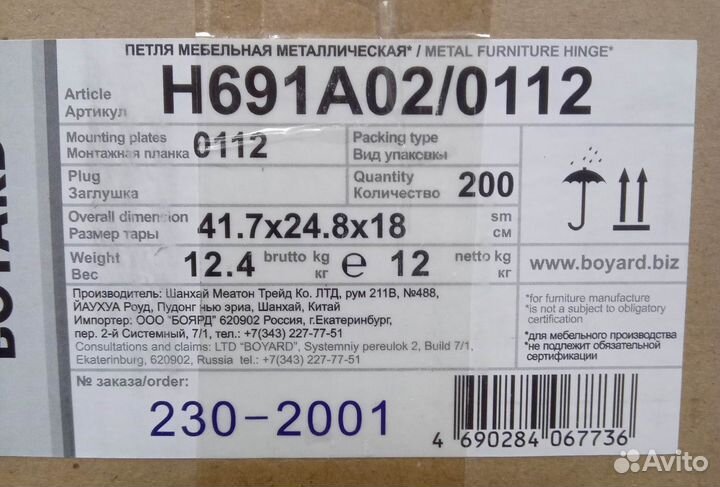 ПЕТЛЯ МЕБЕЛЬНАЯ МЕТАЛЛИЧЕСКАЯ* / METAL FURNITURE HINGE*
Article
Артикул
H691A02/0112
Mounting plates
Монтажная планка
0112
Packing type
Вид упаковки
Plug
Заглушка
Quantity
Количество
200
Overall dimension
Размер тары
41.7x24.8x18
sm
см
Weight
Вес
12.4
brutto kg
кг
e
12
netto kg
кг
www.boyard.biz
Производитель: Шанхай Меатон Трейд Ко. ЛТД, рум 211В, №488,
ЙАУХУА Роуд, Пудонг нью эриа, Шанхай, Китай
Импортер: ООО "БОЯРД" 620902 Россия, г.Екатеринбург,
пер. 2-й Системный, 7/1, тел.: +7(343) 227-77-51
Consultations and claims: LTD "BOYARD", Systemniy pereulok 2, Build 7/1,
Ekaterinburg, 620902, Russia tel.: +7(343) 227-77-51
*for furniture manufacture
*is not a subject to obligatory
certification
*для мебельного производства
*не подлежит обязательной
сертификации
№ заказа/order:
230-2001
4 690284 067736
BOYARD
Avito